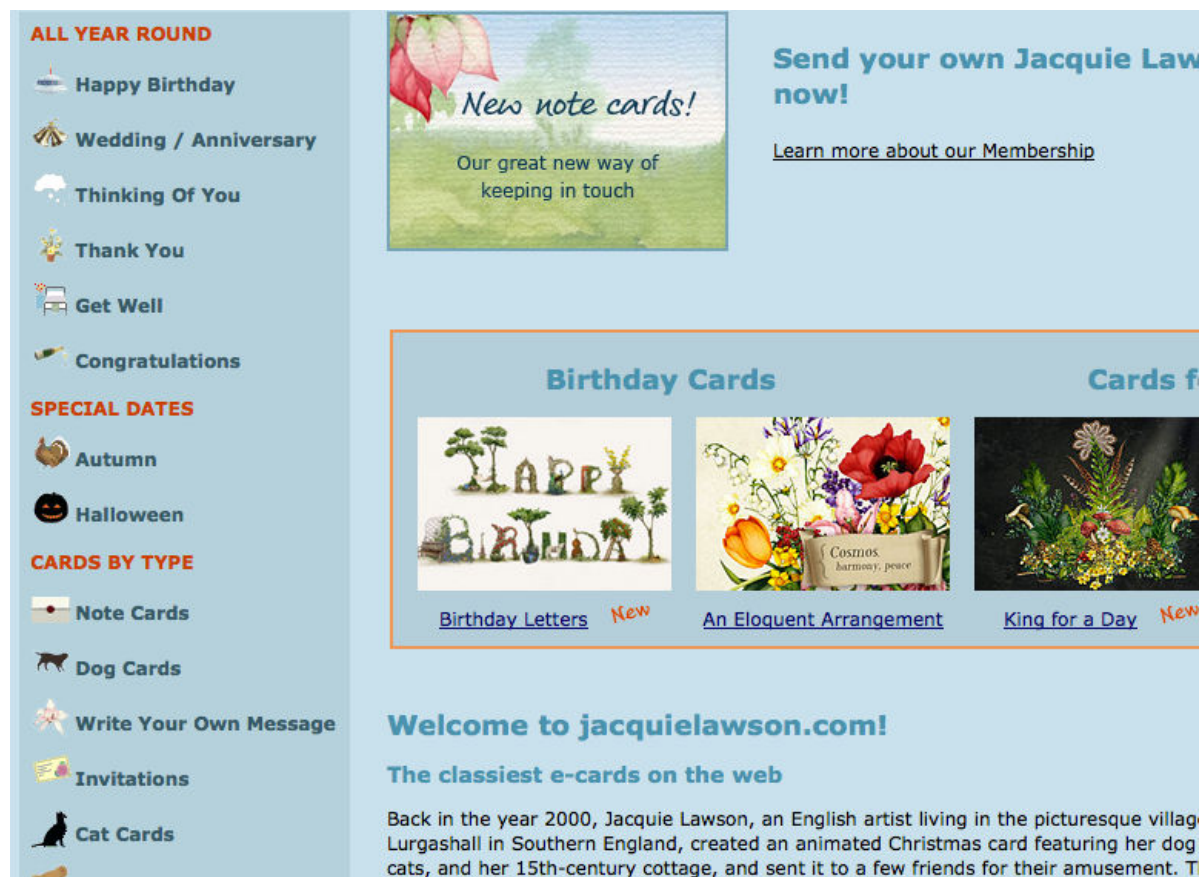 ALL YEAR ROUND
Happy Birthday
Wedding / Anniversary
Thinking Of You
Thank You
Get Well
Congratulations
SPECIAL DATES
Autumn
Halloween
CARDS BY TYPE
Note Cards
Dog Cards
Write Your Own Message
Invitations
Cat Cards
New note cards!
Our great new way of
keeping in touch
Send your own Jacquie Law
now!
Learn more about our Membership
Birthday Cards
Cards f
HAPPY
BIRTHDAY
Cosmos.
harmony, peace
Birthday Letters New
An Eloquent Arrangement
King for a Day New
Welcome to jacquielawson.com!
The classiest e-cards on the web
Back in the year 2000, Jacquie Lawson, an English artist living in the picturesque village
Lurgashall in Southern England, created an animated Christmas card featuring her dog
cats, and her 15th-century cottage, and sent it to a few friends for their amusement. T